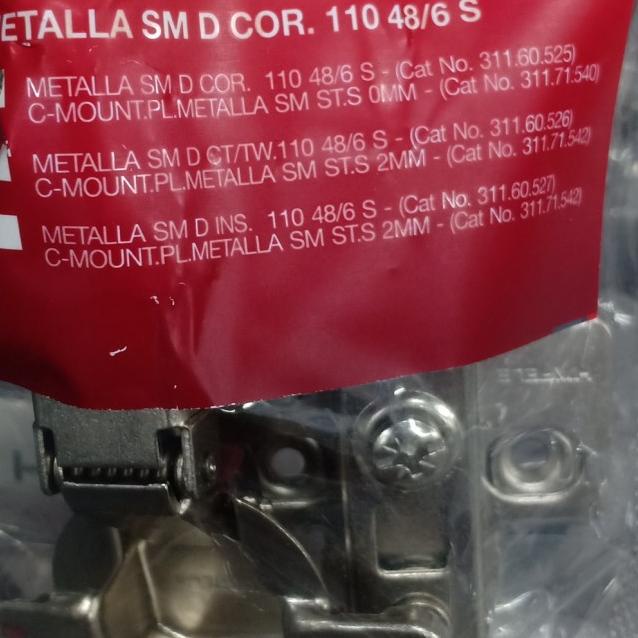 ETALLA SM D COR. 110 48/6 S
METALLA SM D COR. 110 48/6 S - (Cat No. 311.60.525)
C-MOUNT.PL.METALLA SM ST.S 0MM - (Cat No. 311.71.540)
METALLA SM D CT/TW.110 48/6 S - (Cat No. 311.60.526)
C-MOUNT.PL.METALLA SM ST.S 2MM - (Cat No. 311.71.542)
METALLA SM D INS. 110 48/6 S - (Cat No. 311.60.527)
C-MOUNT.PL.METALLA SM ST.S 2MM - (Cat No. 311.71.542)